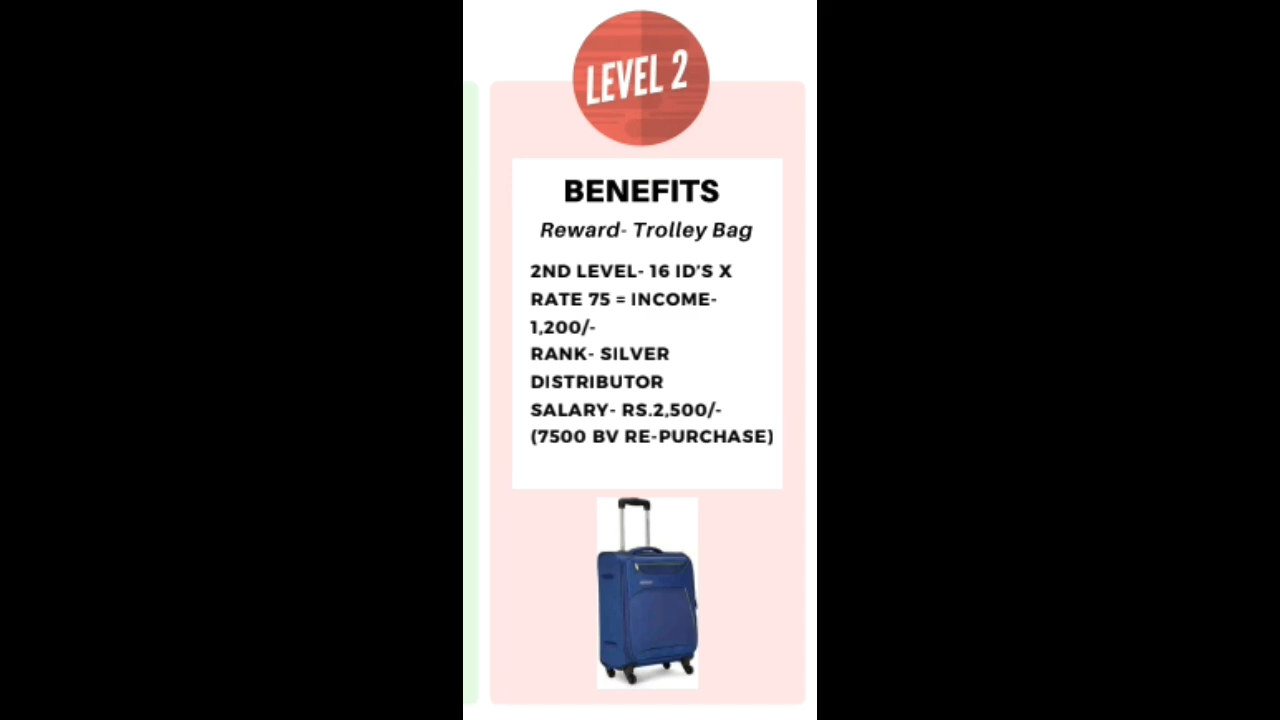 LEVEL 2
BENEFITS
Reward- Trolley Bag
2ND LEVEL- 16 ID'S X
RATE 75 = INCOME-
1,200/-
RANK- SILVER
DISTRIBUTOR
SALARY- RS.2,500/-
(7500 BV RE-PURCHASE)